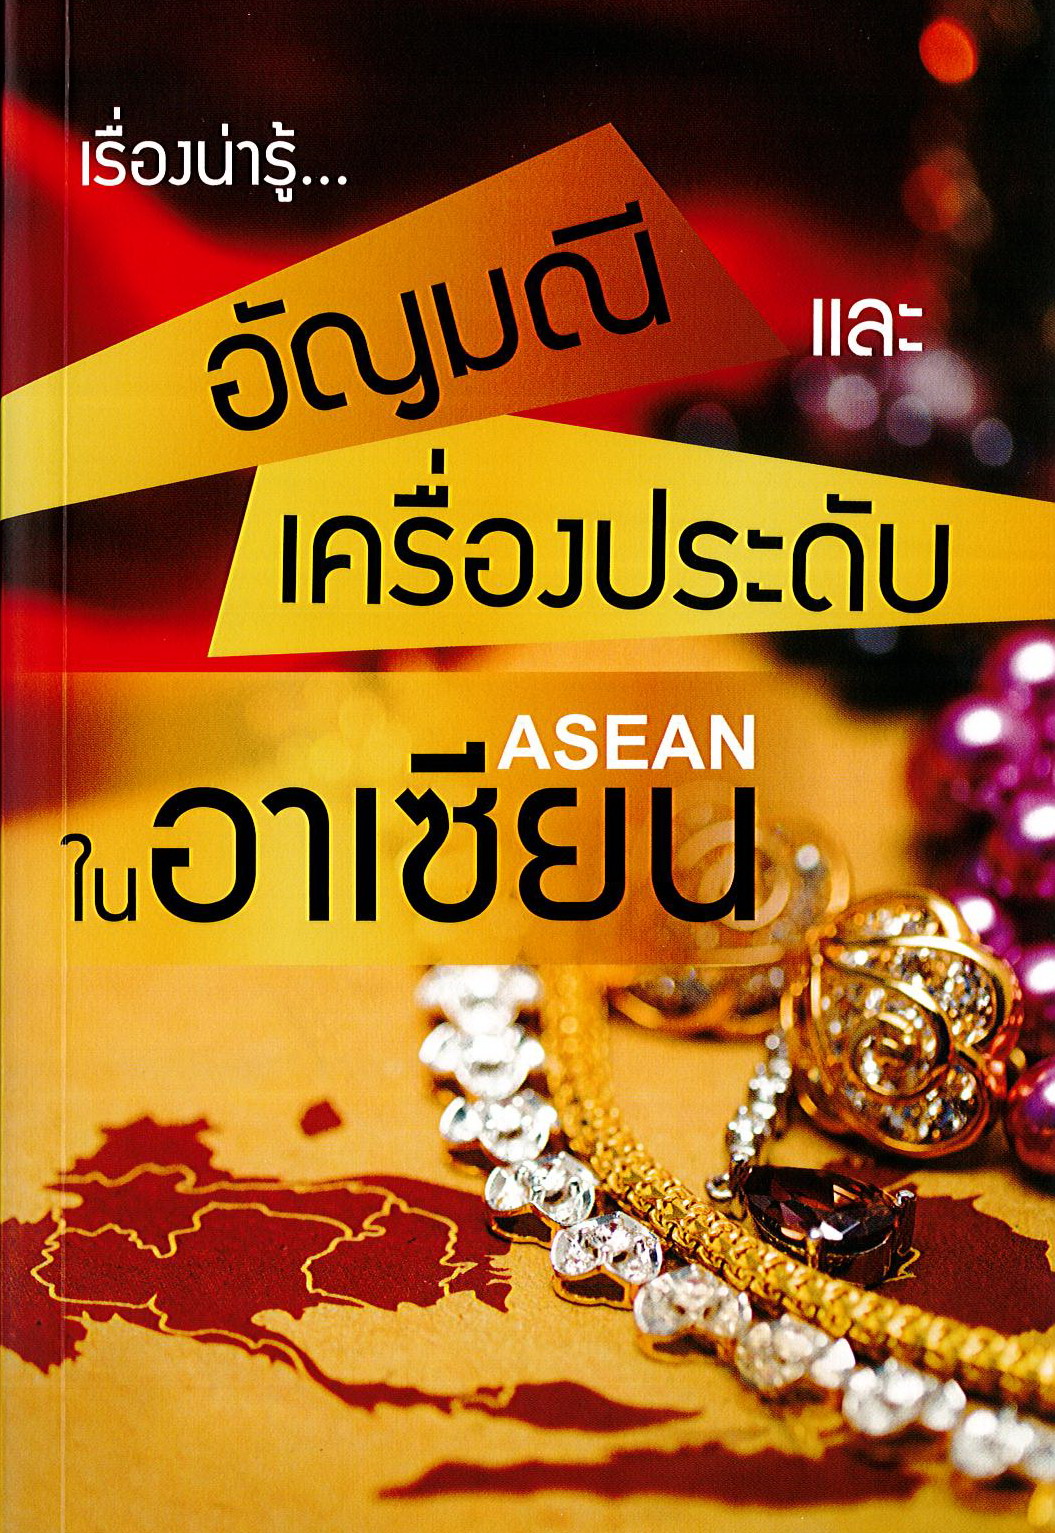 เรื่องน่ารู้...
อัญมณี
และ
เครื่องประดับ
ASEAN
ในอาเซียน